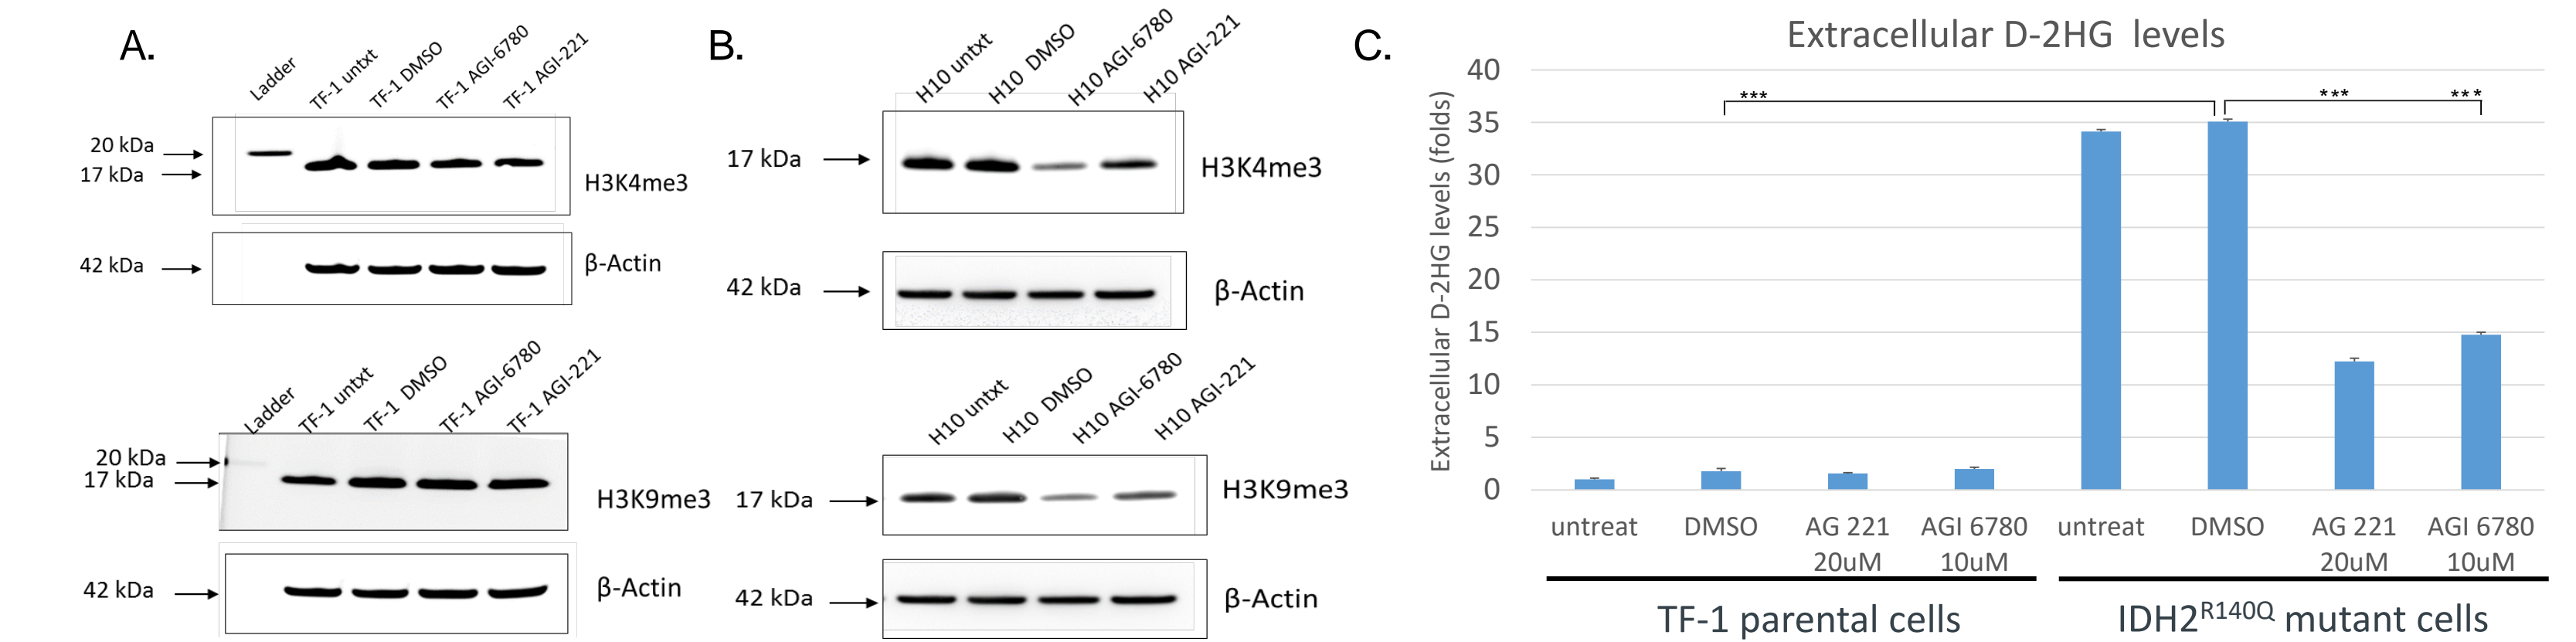 A.
Ladder
TF-1 untxt
TF-1 DMSO
TF-1 AGI-6780
TF-1 AGI-221
20 kDa
17 kDa
H3K4me3
42 kDa
β-Actin
Ladder
TF-1 untxt
TF-1 DMSO
TF-1 AGI-6780
TF-1 AGI-221
20 kDa
17 kDa
H3K9me3
42 kDa
β-Actin
B.
H10 untxt
H10 DMSO
H10 AGI-6780
H10 AGI-221
17 kDa
H3K4me3
42 kDa
β-Actin
H10 untxt
H10 DMSO
H10 AGI-6780
H10 AGI-221
17 kDa
H3K9me3
42 kDa
β-Actin
C.
Extracellular D-2HG levels
Extracellular D-2HG levels (folds)
40
35
30
25
20
15
10
5
0
***
***
***
untreat
DMSO
AG 221
20uM
AGI 6780
10uM
untreat
DMSO
AG 221
20uM
AGI 6780
10uM
TF-1 parental cells
IDH2R140Q mutant cells